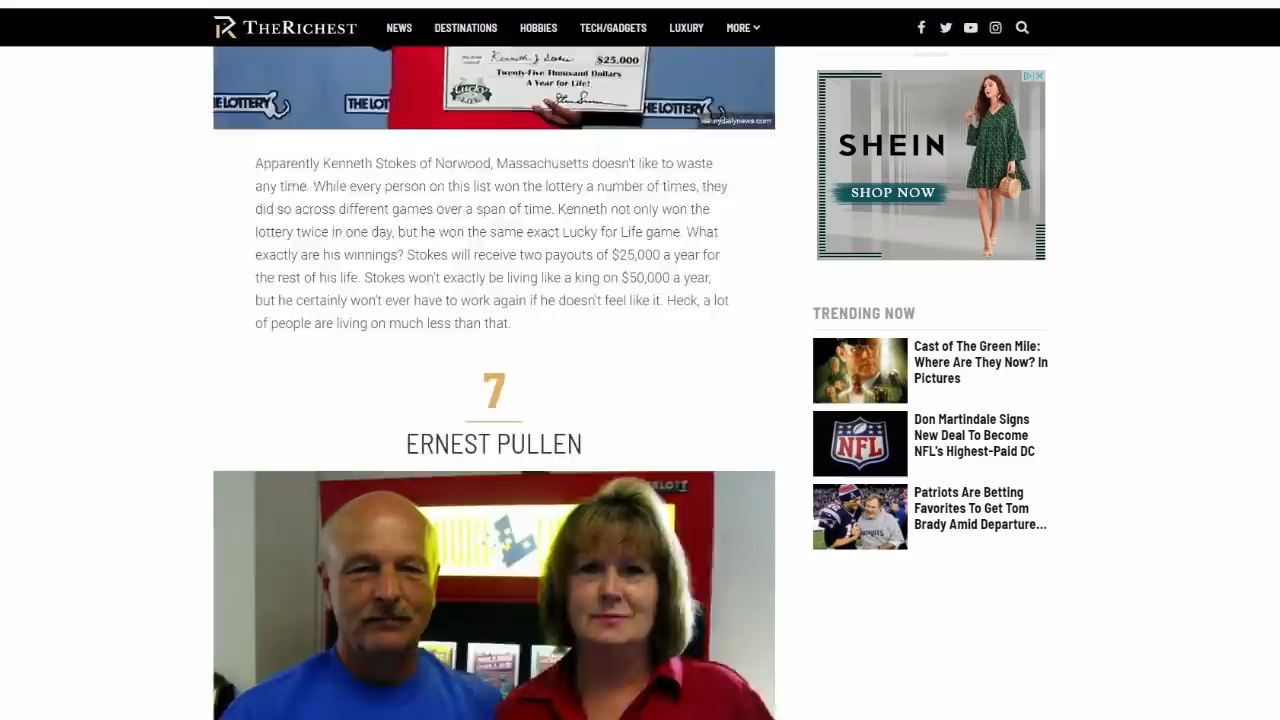 THERICHEST NEWS DESTINATIONS HOBBIES TECH/GADGETS LUXURY MORE
Kenneth J Stokes $25,000
Twenty-Five Thousand Dollars
A Year for Life!
Lucky
E LOTTERY THE LOT HE LOTTERY
via nydailynews.com
Apparently Kenneth Stokes of Norwood, Massachusetts doesn't like to waste
any time. While every person on this list won the lottery a number of times, they
did so across different games over a span of time. Kenneth not only won the
lottery twice in one day, but he won the same exact Lucky for Life game. What
exactly are his winnings? Stokes will receive two payouts of $25,000 a year for
the rest of his life. Stokes won't exactly be living like a king on $50,000 a year,
but he certainly won't ever have to work again if he doesn't feel like it. Heck, a lot
of people are living on much less than that.
7
ERNEST PULLEN
SHEIN
SHOP NOW
TRENDING NOW
Cast of The Green Mile:
Where Are They Now? In
Pictures
NFL
Don Martindale Signs
New Deal To Become
NFL's Highest-Paid DC
Patriots Are Betting
Favorites To Get Tom
Brady Amid Departure...